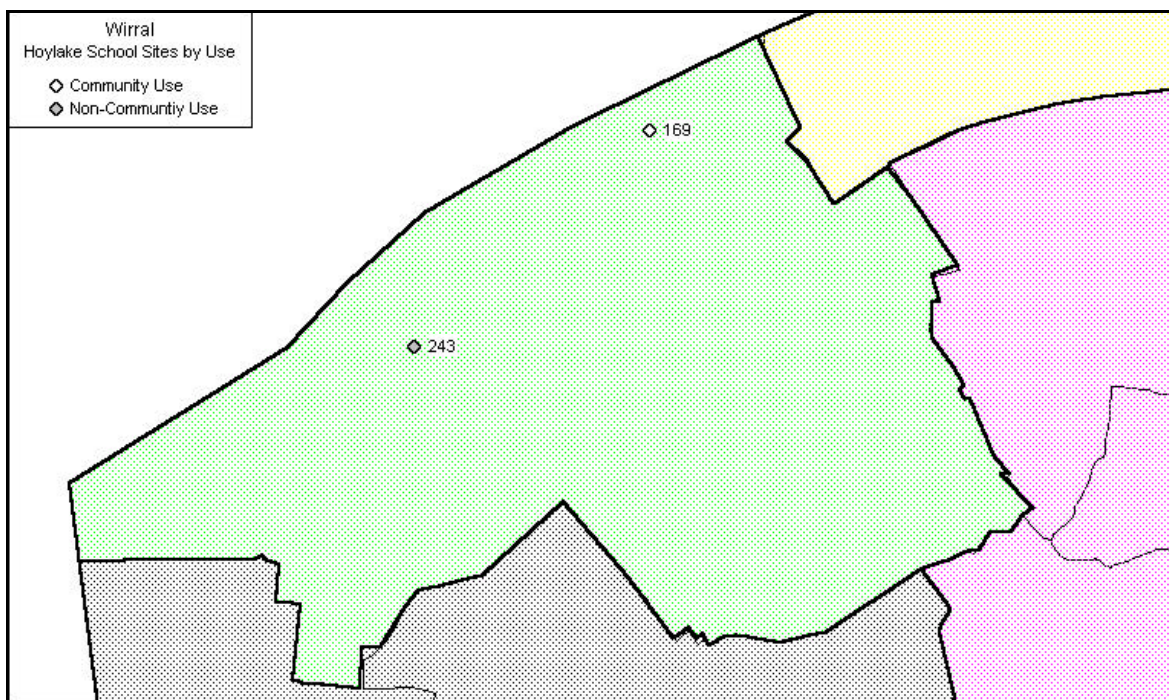 Wirral
Hoylake School Sites by Use
Community Use
Non-Communtiy Use
169
243